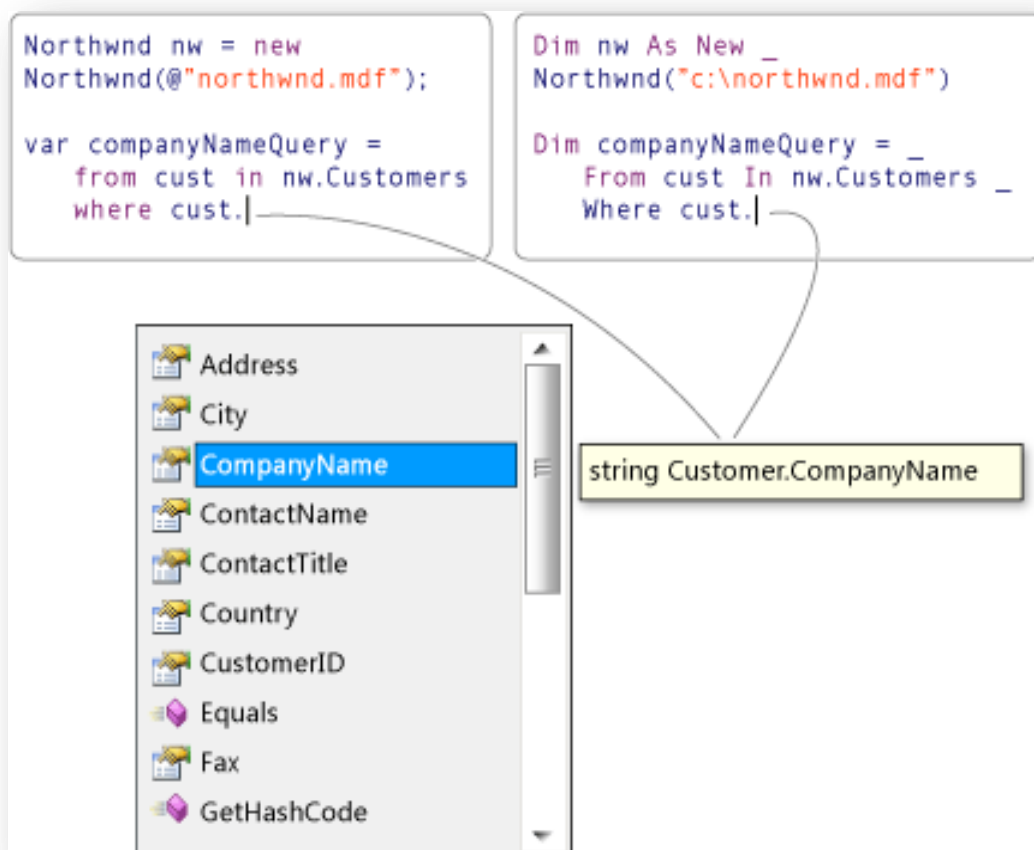 Northwnd nw = new
Northwnd(@"northwnd.mdf");
var companyNameQuery =
from cust in nw.Customers
where cust.
Dim nw As New _
Northwnd("c:\northwnd.mdf")
Dim companyNameQuery = _
From cust In nw.Customers _
Where cust.
Address
City
CompanyName
ContactName
ContactTitle
Country
CustomerID
Equals
Fax
GetHashCode
string Customer.CompanyName